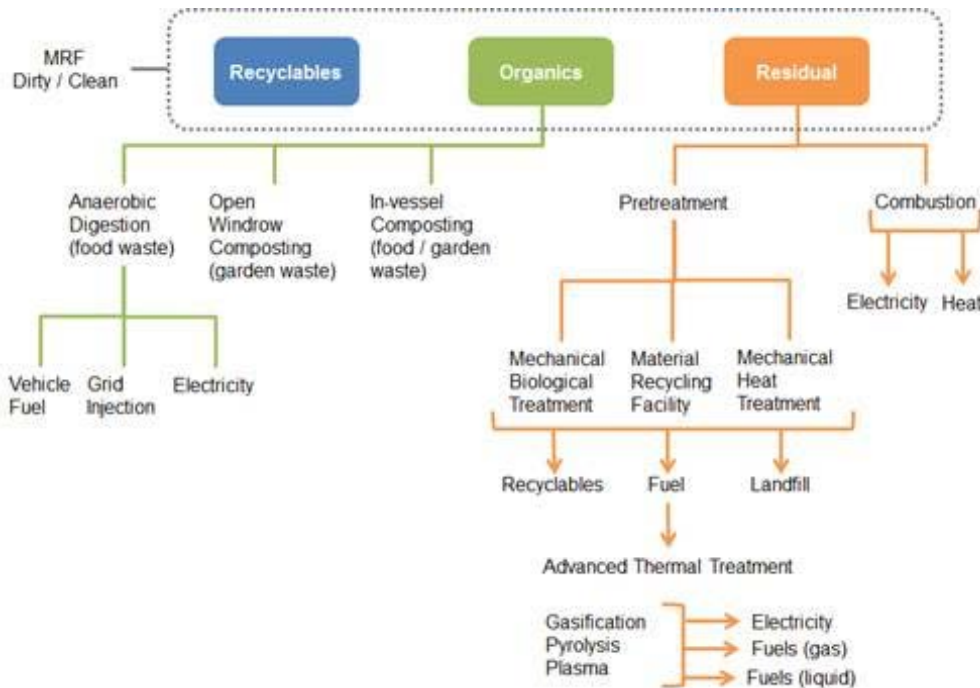 MRF
Dirty / Clean
Recyclables
Organics
Residual
Anaerobic
Digestion
(food waste)
Open
Windrow
Composting
(garden waste)
In-vessel
Composting
(food / garden
waste)
Pretreatment
Combustion
Electricity
Heat
Vehicle
Fuel
Grid
Injection
Electricity
Mechanical
Biological
Treatment
Material
Recycling
Facility
Mechanical
Heat
Treatment
Recyclables
Fuel
Landfill
Advanced Thermal Treatment
Gasification
Pyrolysis
Plasma
Electricity
Fuels (gas)
Fuels (liquid)